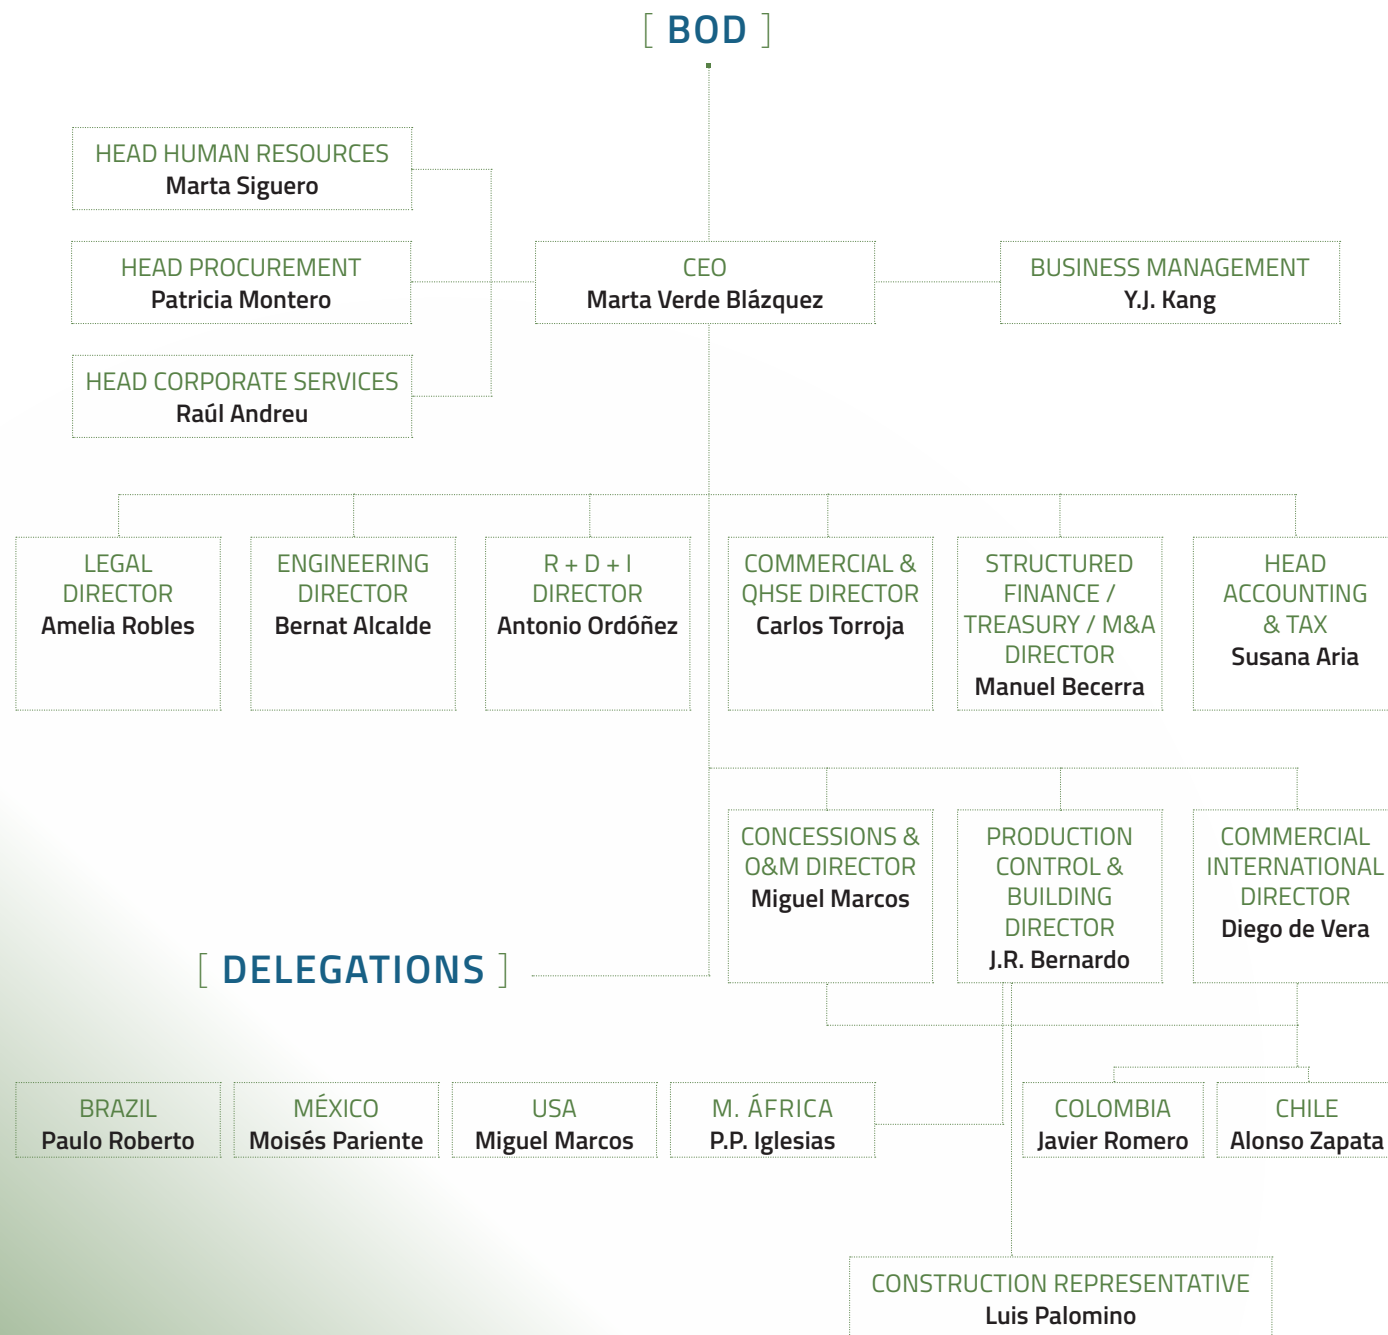 [ BOD ]
HEAD HUMAN RESOURCES
Marta Siguero
HEAD PROCUREMENT
Patricia Montero
CEO
Marta Verde Blázquez
BUSINESS MANAGEMENT
Y.J. Kang
HEAD CORPORATE SERVICES
Raúl Andreu
LEGAL
DIRECTOR
Amelia Robles
ENGINEERING
DIRECTOR
Bernat Alcalde
R + D + I
DIRECTOR
Antonio Ordóñez
COMMERCIAL &
QHSE DIRECTOR
Carlos Torroja
STRUCTURED
FINANCE /
TREASURY / M&A
DIRECTOR
Manuel Becerra
HEAD
ACCOUNTING
& TAX
Susana Aria
CONCESSIONS &
O&M DIRECTOR
Miguel Marcos
PRODUCTION
CONTROL &
BUILDING
DIRECTOR
J.R. Bernardo
COMMERCIAL
INTERNATIONAL
DIRECTOR
Diego de Vera
[ DELEGATIONS ]
BRAZIL
Paulo Roberto
MÉXICO
Moisés Pariente
USA
Miguel Marcos
M. ÁFRICA
P.P. Iglesias
COLOMBIA
Javier Romero
CHILE
Alonso Zapata
CONSTRUCTION REPRESENTATIVE
Luis Palomino